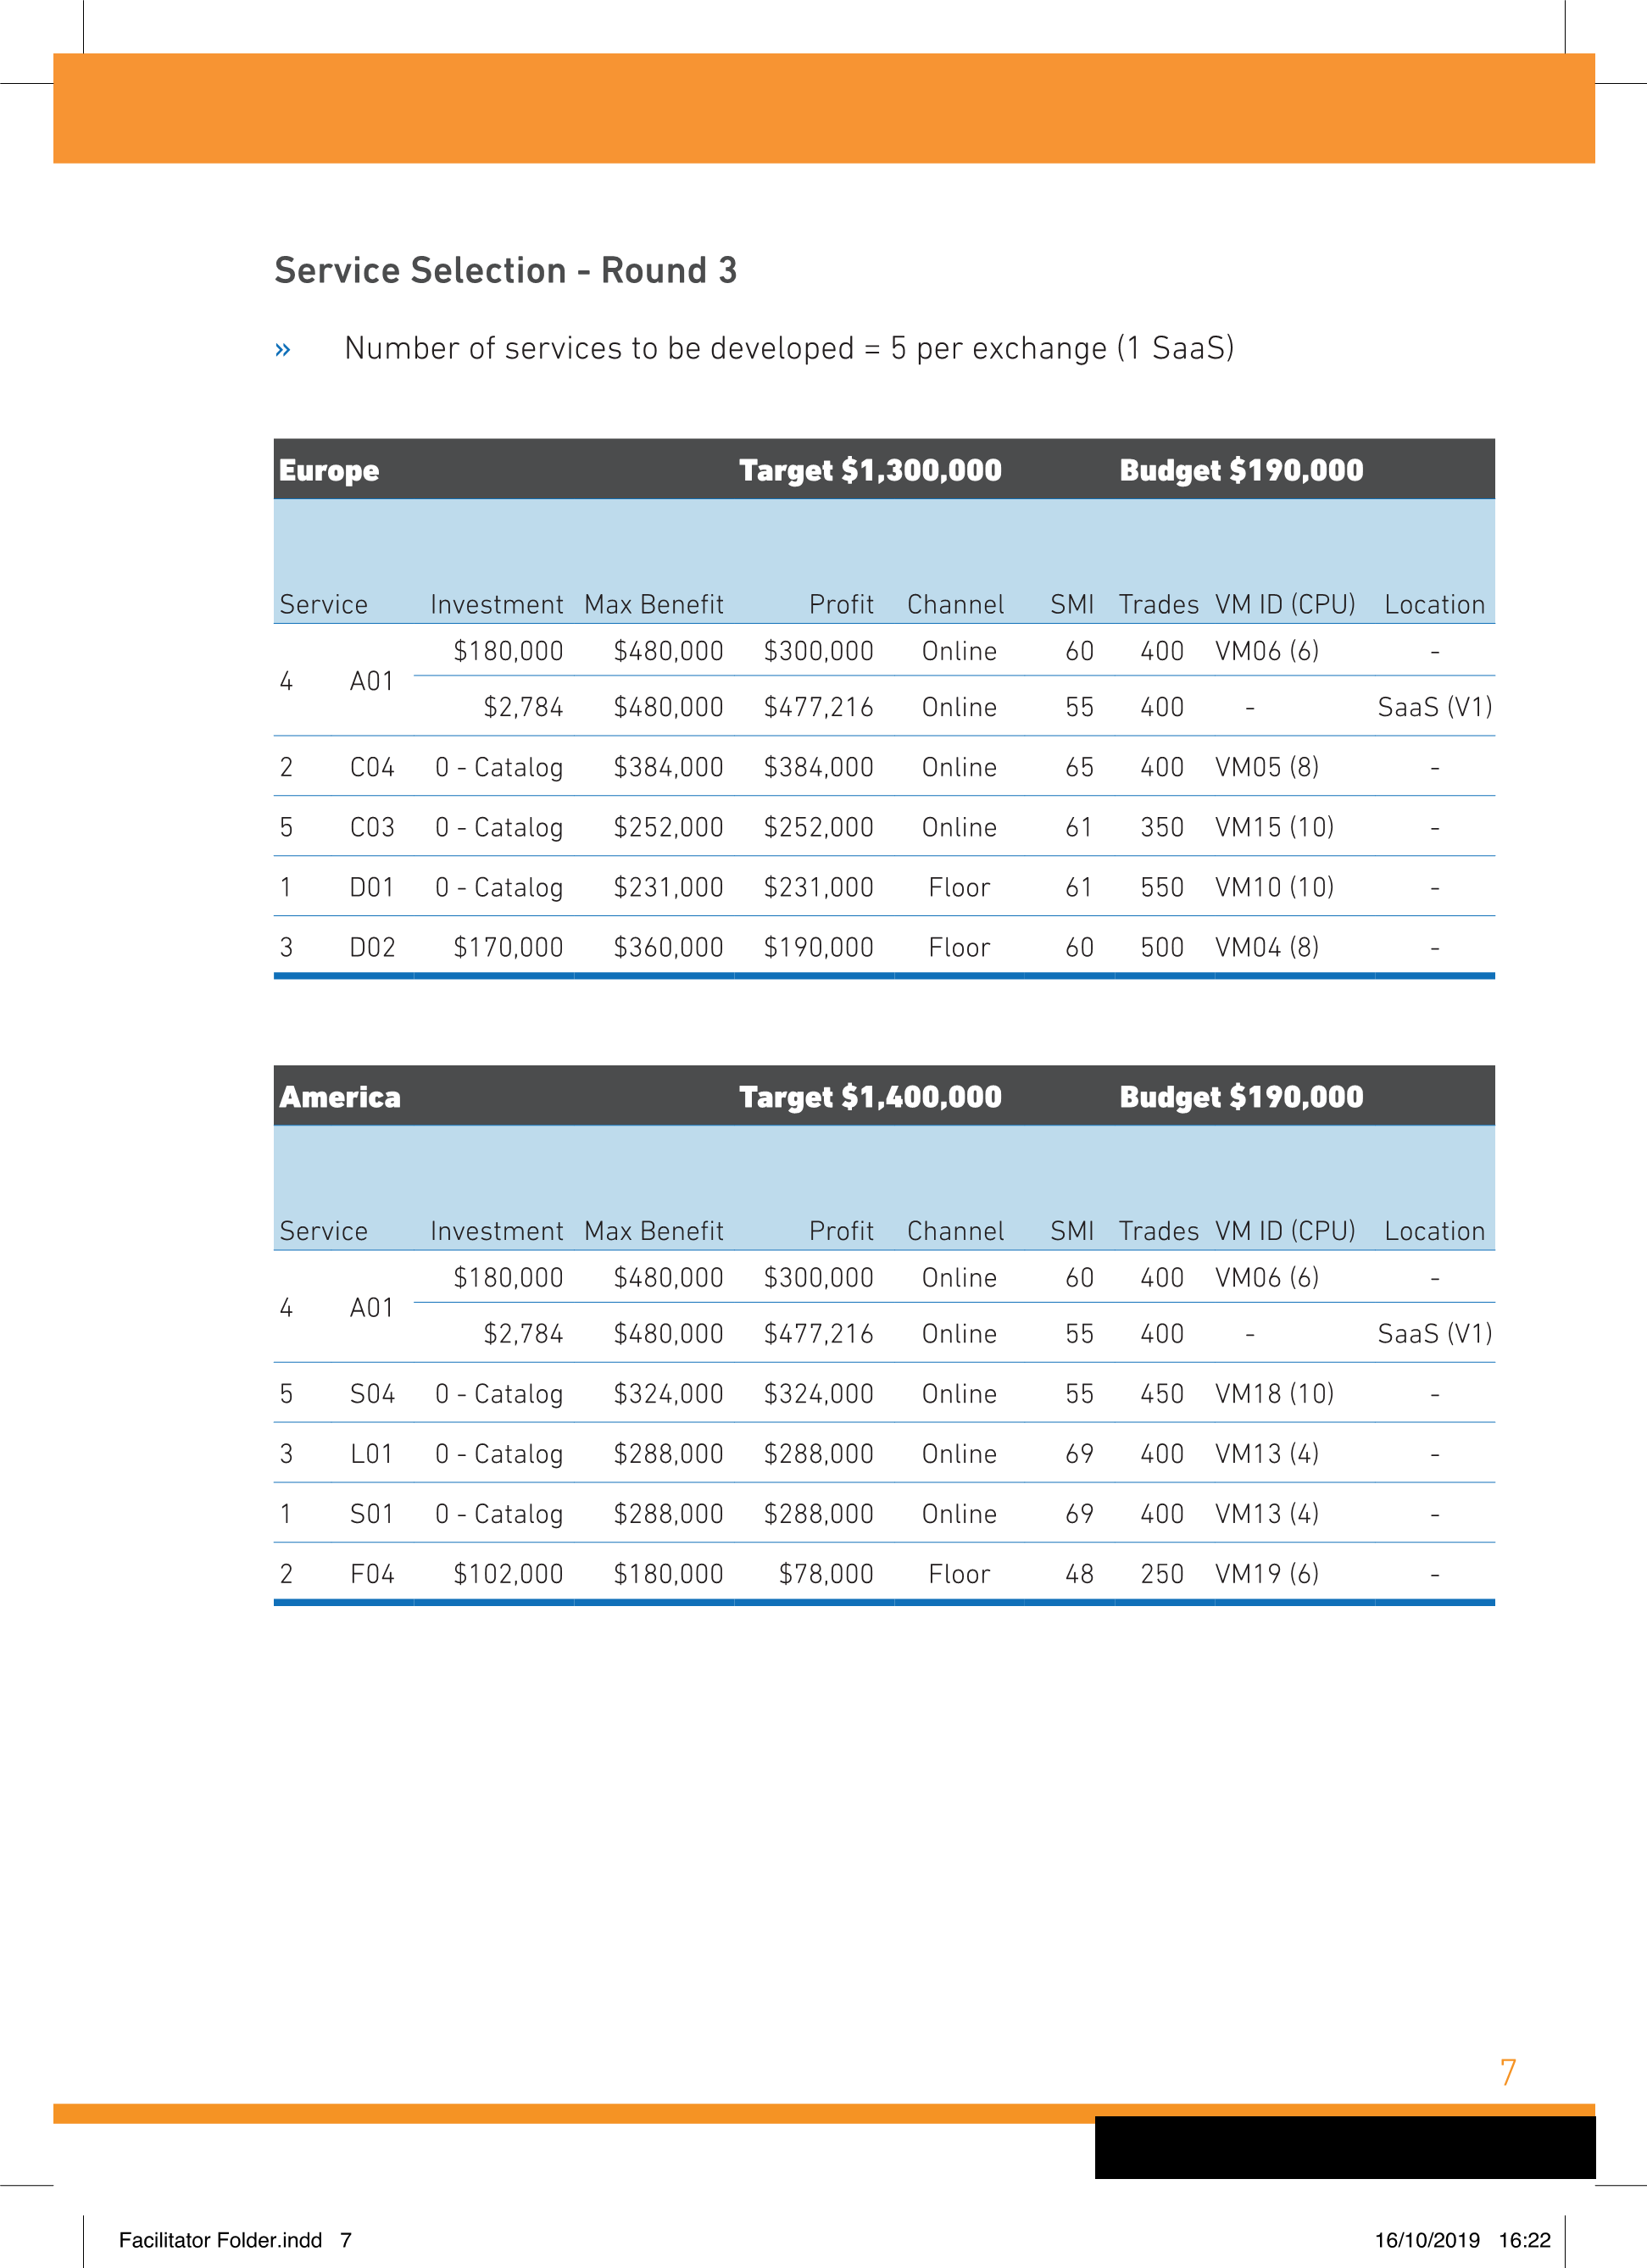 Service Selection - Round 3
» Number of services to be developed = 5 per exchange (1 SaaS)
Europe Target $1,300,000 Budget $190,000
Service Investment Max Benefit Profit Channel SMI Trades VM ID (CPU) Location
4 A01 $180,000 $480,000 $300,000 Online 60 400 VM06 (6) -
$2,784 $480,000 $477,216 Online 55 400 - SaaS (V1)
2 C04 0 - Catalog $384,000 $384,000 Online 65 400 VM05 (8) -
5 C03 0 - Catalog $252,000 $252,000 Online 61 350 VM15 (10) -
1 D01 0 - Catalog $231,000 $231,000 Floor 61 550 VM10 (10) -
3 D02 $170,000 $360,000 $190,000 Floor 60 500 VM04 (8) -
America Target $1,400,000 Budget $190,000
Service Investment Max Benefit Profit Channel SMI Trades VM ID (CPU) Location
4 A01 $180,000 $480,000 $300,000 Online 60 400 VM06 (6) -
$2,784 $480,000 $477,216 Online 55 400 - SaaS (V1)
5 S04 0 - Catalog $324,000 $324,000 Online 55 450 VM18 (10) -
3 L01 0 - Catalog $288,000 $288,000 Online 69 400 VM13 (4) -
1 S01 0 - Catalog $288,000 $288,000 Online 69 400 VM13 (4) -
2 F04 $102,000 $180,000 $78,000 Floor 48 250 VM19 (6) -
7
Facilitator Folder.indd 7 16/10/2019 16:22